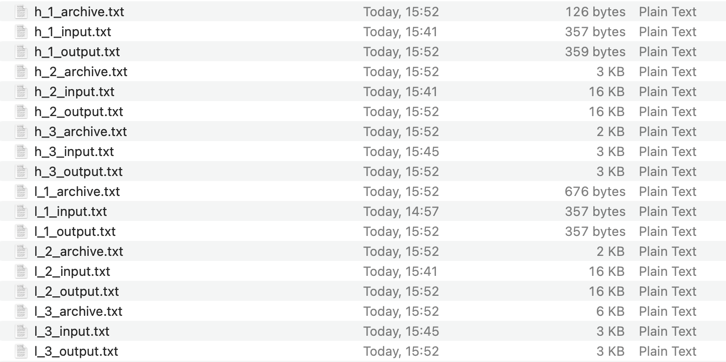 h_1_archive.txt Today, 15:52 126 bytes Plain Text
h_1_input.txt Today, 15:41 357 bytes Plain Text
h_1_output.txt Today, 15:52 359 bytes Plain Text
h_2_archive.txt Today, 15:52 3 KB Plain Text
h_2_input.txt Today, 15:41 16 KB Plain Text
h_2_output.txt Today, 15:52 16 KB Plain Text
h_3_archive.txt Today, 15:52 2 KB Plain Text
h_3_input.txt Today, 15:45 3 KB Plain Text
h_3_output.txt Today, 15:52 3 KB Plain Text
l_1_archive.txt Today, 15:52 676 bytes Plain Text
l_1_input.txt Today, 14:57 357 bytes Plain Text
l_1_output.txt Today, 15:52 357 bytes Plain Text
l_2_archive.txt Today, 15:52 2 KB Plain Text
l_2_input.txt Today, 15:41 16 KB Plain Text
l_2_output.txt Today, 15:52 16 KB Plain Text
l_3_archive.txt Today, 15:52 6 KB Plain Text
l_3_input.txt Today, 15:45 3 KB Plain Text
l_3_output.txt Today, 15:52 3 KB Plain Text